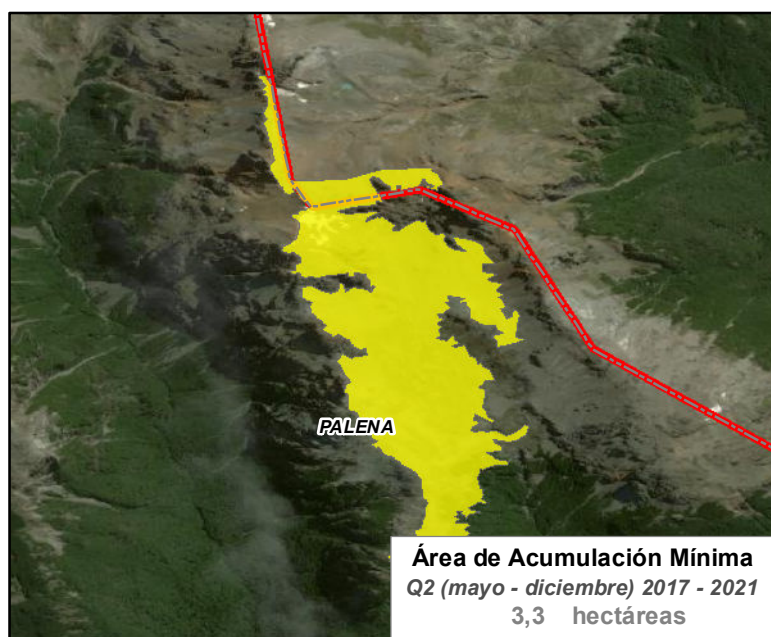 PALENA
Área de Acumulación Mínima
Q2 (mayo - diciembre) 2017 - 2021
3,3 hectáreas